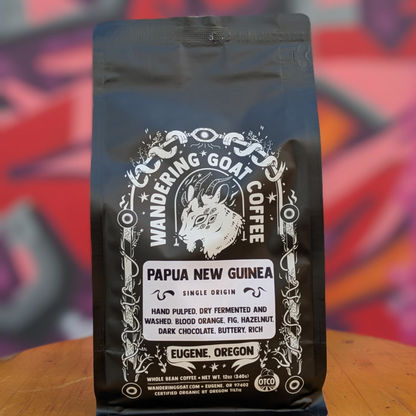 WANDERING GOAT COFFEE
PAPUA NEW GUINEA
SINGLE ORIGIN
HAND PULPED, DRY FERMENTED AND
WASHED. BLOOD ORANGE, FIG, HAZELNUT,
DARK CHOCOLATE, BUTTERY, RICH
EUGENE, OREGON
WHOLE BEAN COFFEE • NET WT. 12oz (340G)
WANDERINGGOAT.COM • EUGENE, OR 97402
CERTIFIED ORGANIC BY OREGON TILTH
OTCO